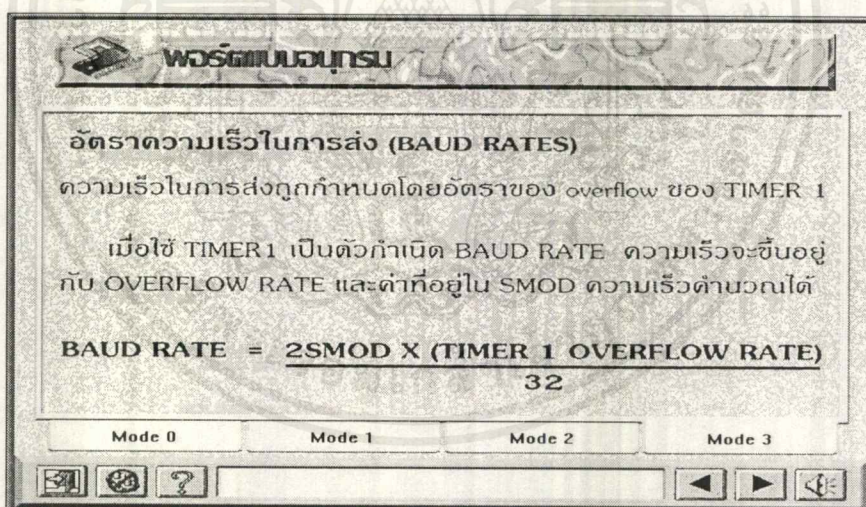 พอร์ตแบบอนุกรม
อัตราความเร็วในการส่ง (BAUD RATES)
ความเร็วในการส่งถูกกำหนดโดยอัตราของ overflow ของ TIMER 1
เมื่อใช้ TIMER1 เป็นตัวกำเนิด BAUD RATE ความเร็วจะขึ้นอยู่
กับ OVERFLOW RATE และค่าที่อยู่ใน SMOD ความเร็วคำนวณได้
BAUD RATE = 2SMOD X (TIMER 1 OVERFLOW RATE)
32
Mode 0 Mode 1 Mode 2 Mode 3
?